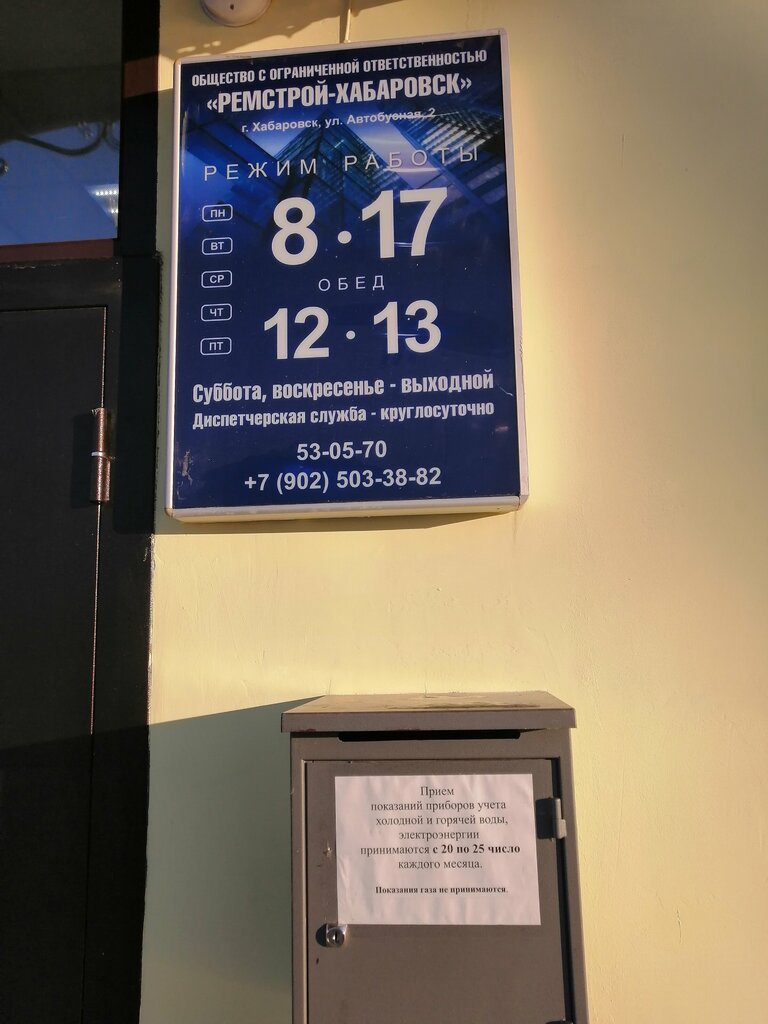 ОБЩЕСТВО С ОГРАНИЧЕННОЙ ОТВЕТСТВЕННОСТЬЮ
«РЕМСТРОЙ-ХАБАРОВСК»
г. Хабаровск, ул. Автобусная, 2
РЕЖИМ РАБОТЫ
ПН
8 · 17
ВТ
СР
ОБЕД
ЧТ
12 · 13
ПТ
Суббота, воскресенье - выходной
Диспетчерская служба - круглосуточно
53-05-70
+7 (902) 503-38-82
Прием
показаний приборов учета
холодной и горячей воды,
электроэнергии
принимаются с 20 по 25 число
каждого месяца.
Показания газа не принимаются.